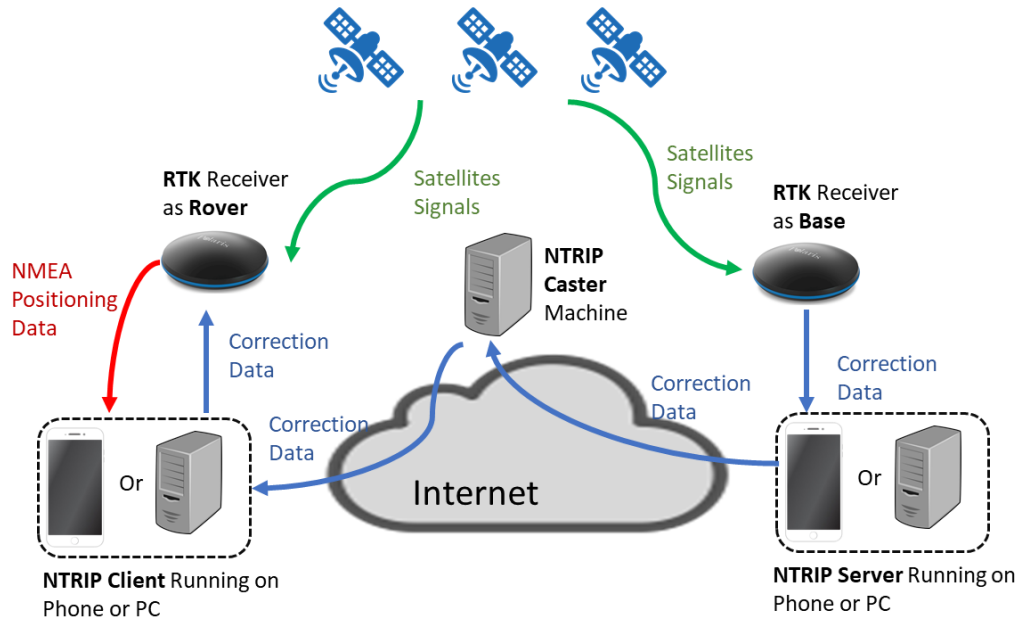 Satellites
Signals
Satellites
Signals
RTK Receiver
as Rover
RTK Receiver
as Base
NMEA
Positioning
Data
NTRIP
Caster
Machine
Correction
Data
Correction
Data
Correction
Data
Correction
Data
Or
Internet
Or
NTRIP Client Running on
Phone or PC
NTRIP Server Running on
Phone or PC